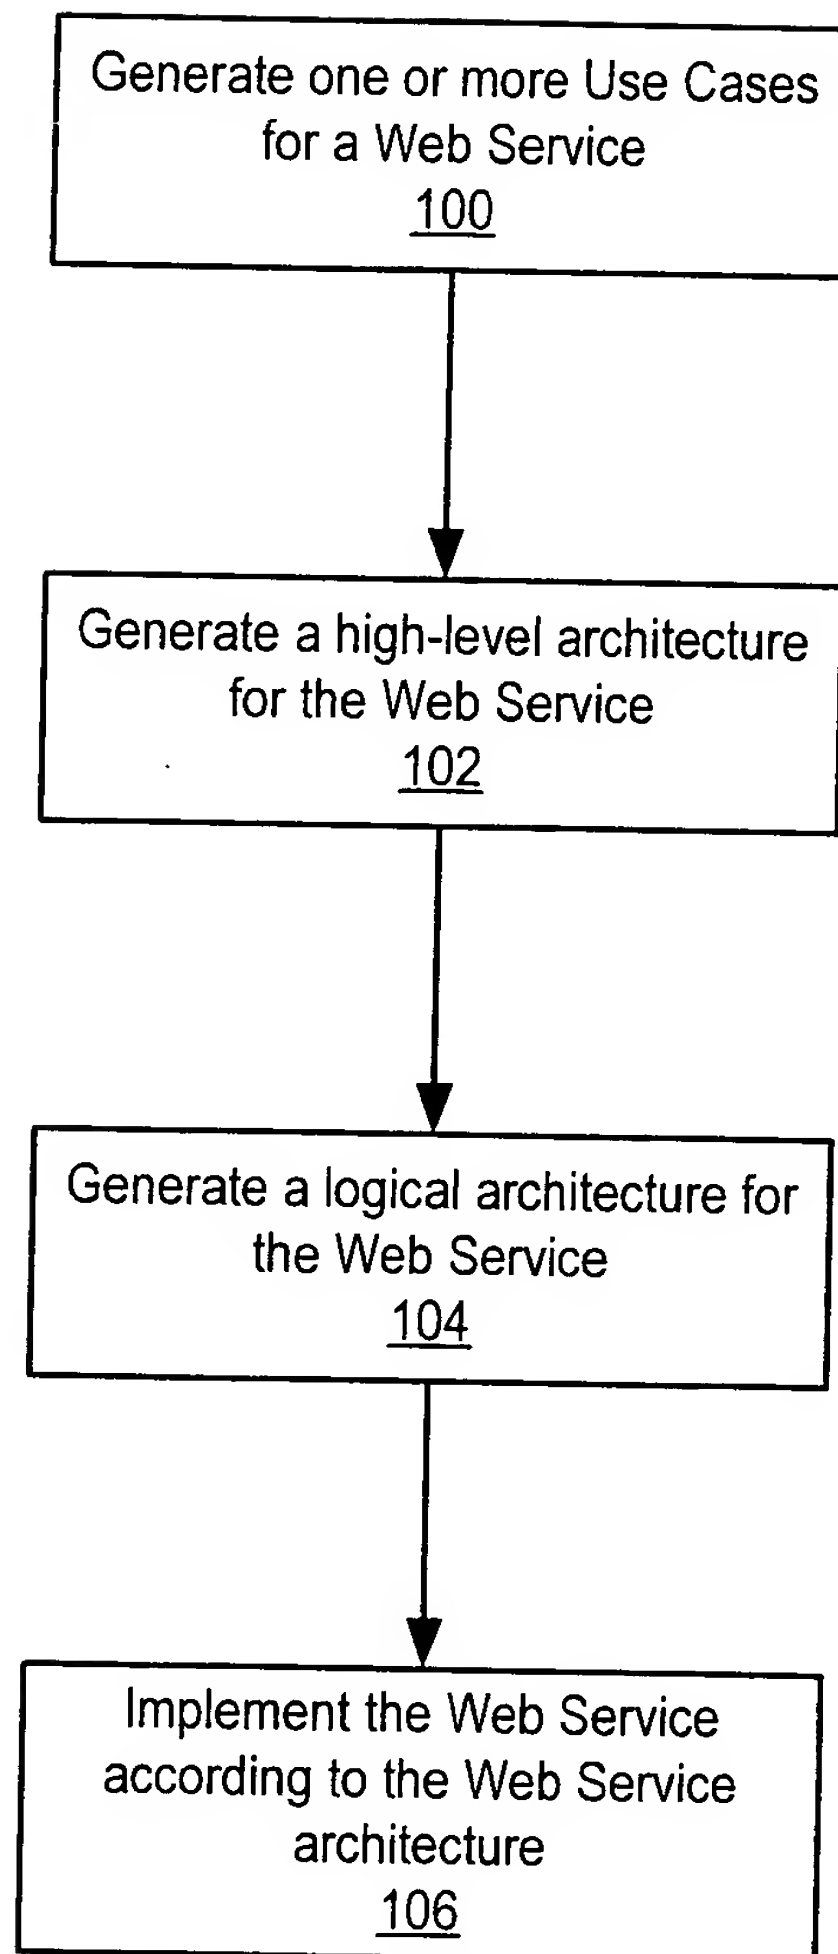 Generate one or more Use Cases
for a Web Service
100
Generate a high-level architecture
for the Web Service
102
Generate a logical architecture for
the Web Service
104
Implement the Web Service
according to the Web Service
architecture
106